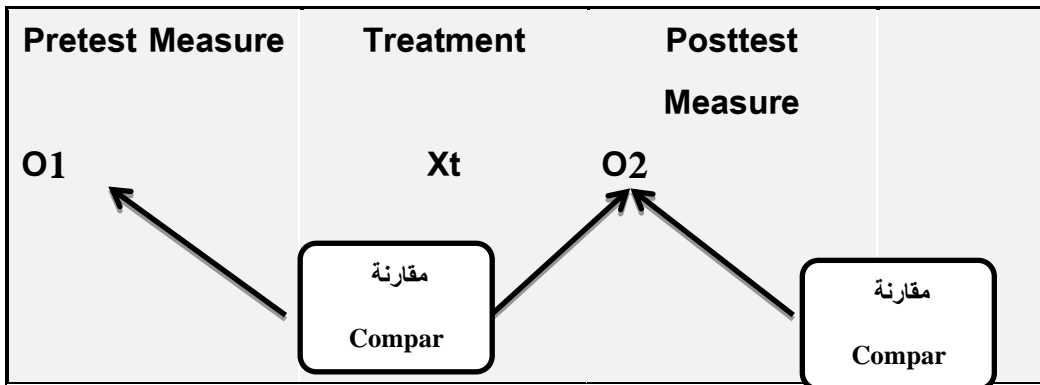 Pretest Measure Treatment Posttest
Measure
O1 Xt O2
مقارنة
Compar
مقارنة
Compar